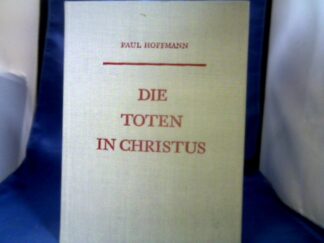 PAUL HOFFMANN
DIE
TOTEN
IN CHRISTUS